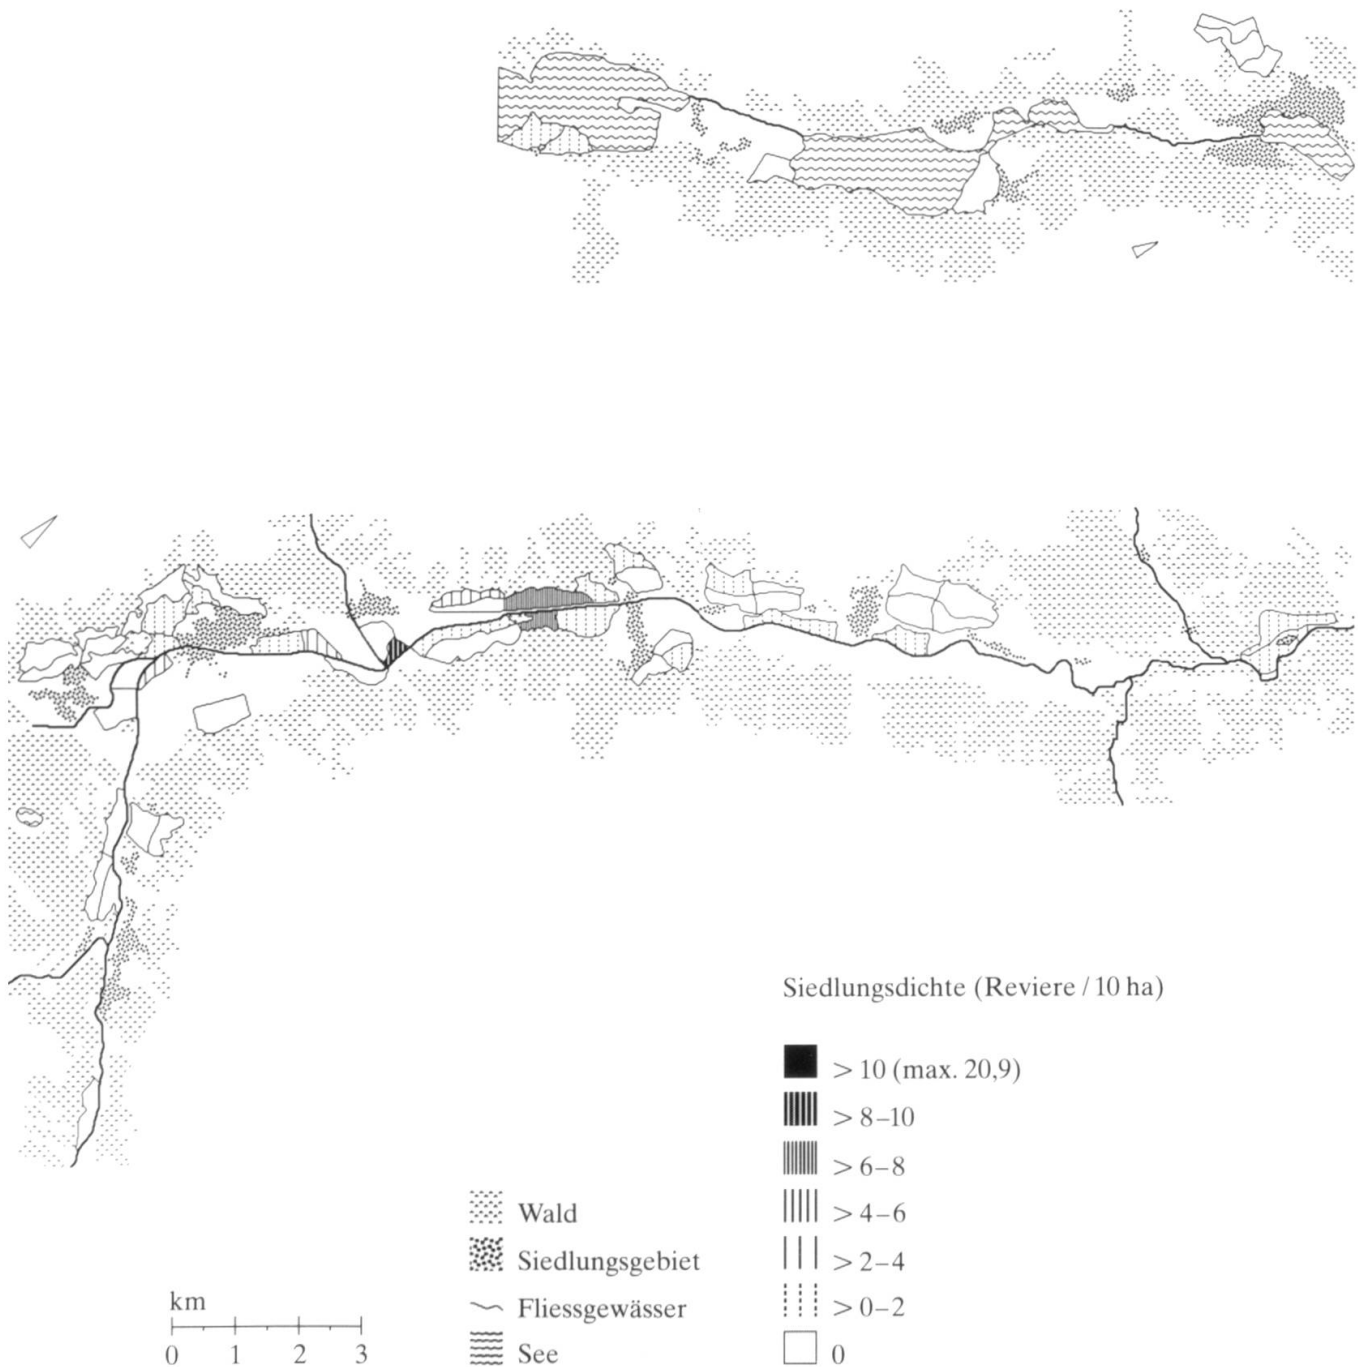 Siedlungsdichte (Reviere / 10 ha)
> 10 (max. 20,9)
> 8–10
> 6–8
> 4–6
> 2–4
> 0–2
0
Wald
Siedlungsgebiet
Fliessgewässer
See
km
0 1 2 3